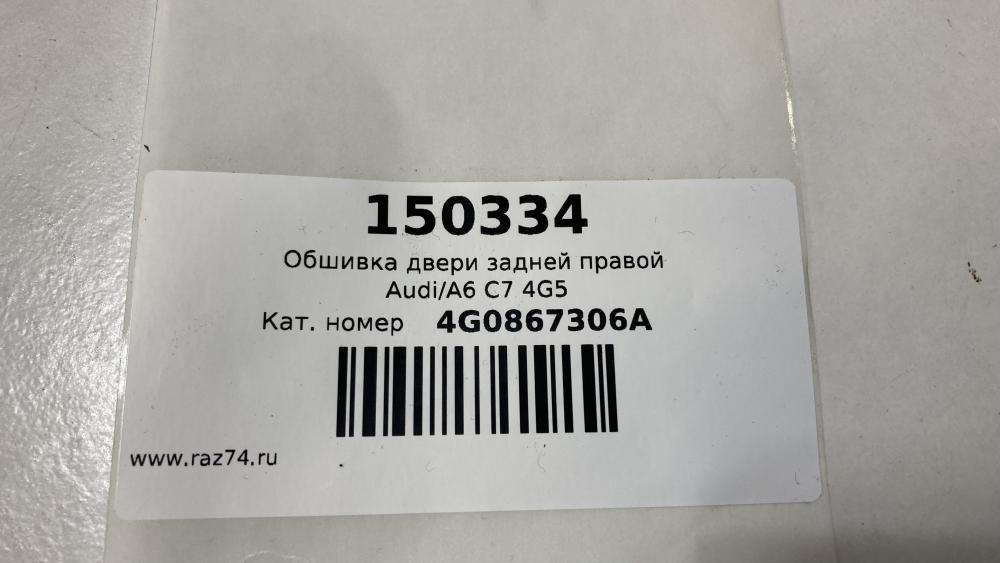 150334
Обшивка двери задней правой
Audi/A6 C7 4G5
Кат. номер 4G0867306A
www.raz74.ru